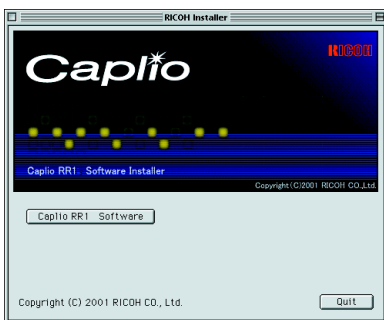 RICOH Installer
RICOH
Caplio
Caplio RR1 Software Installer
Copyright(C)2001 RICOH CO.,Ltd.
Caplio RR1 Software
Copyright (C) 2001 RICOH CO., Ltd.
Quit